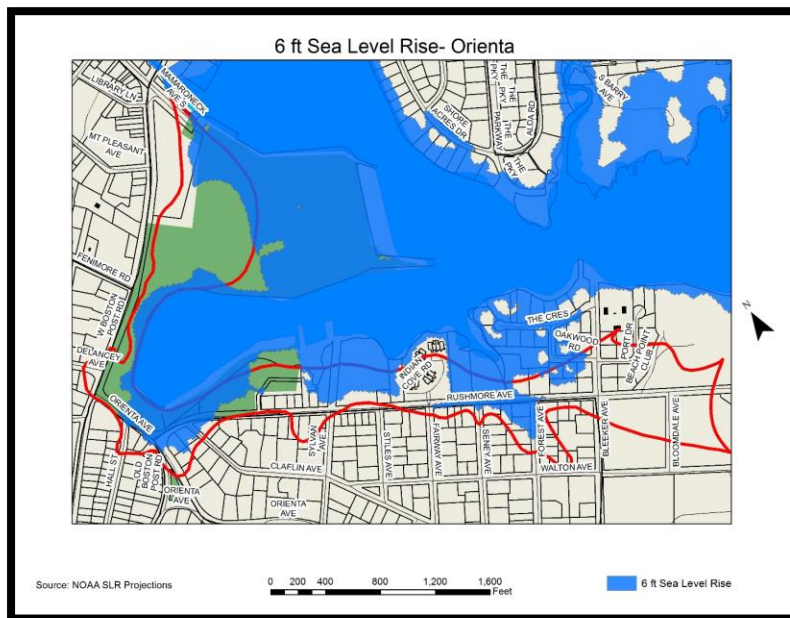 6 ft Sea Level Rise- Orienta
LIBRARY LN
MAMARONECK
AVE S
MT PLEASANT
AVE
FENIMORE RD
W BOSTON
POST RD
DELANCEY
AVE
ORIENTA AVE
HALL ST
OLD
BOSTON
POST RD
ORIENTA
AVE
SHORE
ACRES DR
THE
PKY
THE
PKY
THE
PARKWAY
THE
ALDA RD
THE
PKY
S BARRY
AVE
THE CRES
OAKWOOD
RD
PORT DR
BEACH POINT
CLUB
INDIAN
COVE RD
RUSHMORE AVE
SYLVAN
AVE
STILES AVE
FAIRWAY AVE
SENEY AVE
FOREST AVE
BLEEKER AVE
BLOOMDALE AVE
CLAFLIN AVE
WALTON AVE
ORIENTA
AVE
N
Source: NOAA SLR Projections
0 200 400 800 1,200 1,600
Feet
6 ft Sea Level Rise